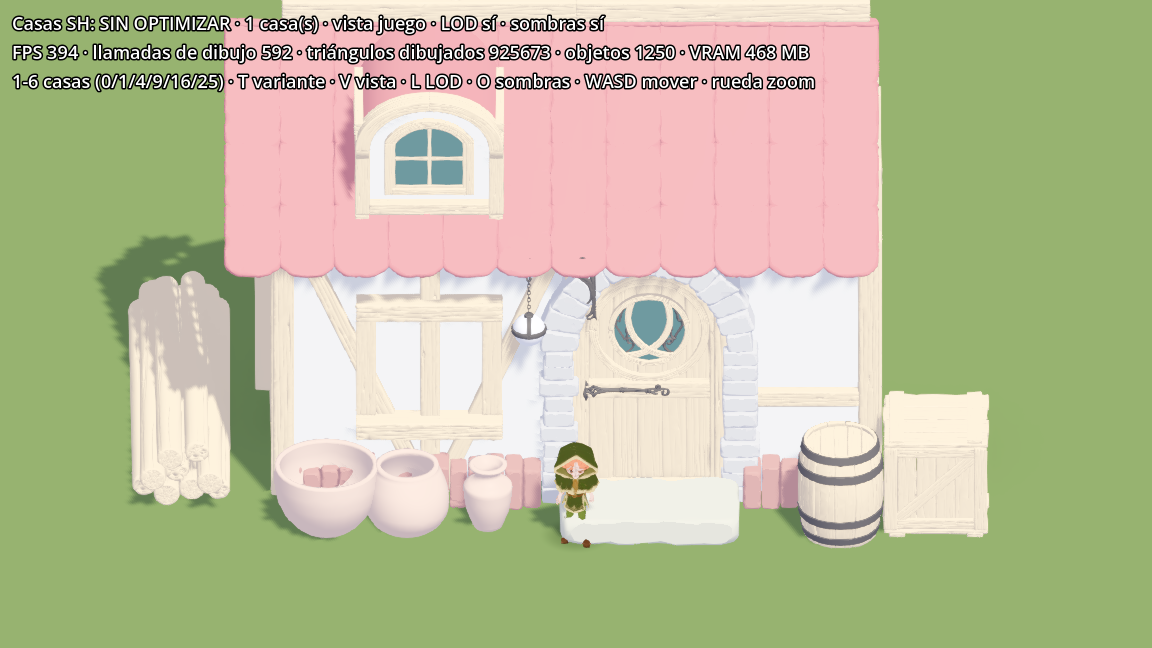 Casas SH: SIN OPTIMIZAR · 1 casa(s) · vista juego · LOD sí · sombras sí
FPS 394 · llamadas de dibujo 592 · triángulos dibujados 925673 · objetos 1250 · VRAM 468 MB
1-6 casas (0/1/4/9/16/25) · T variante · V vista · L LOD · O sombras · WASD mover · rueda zoom